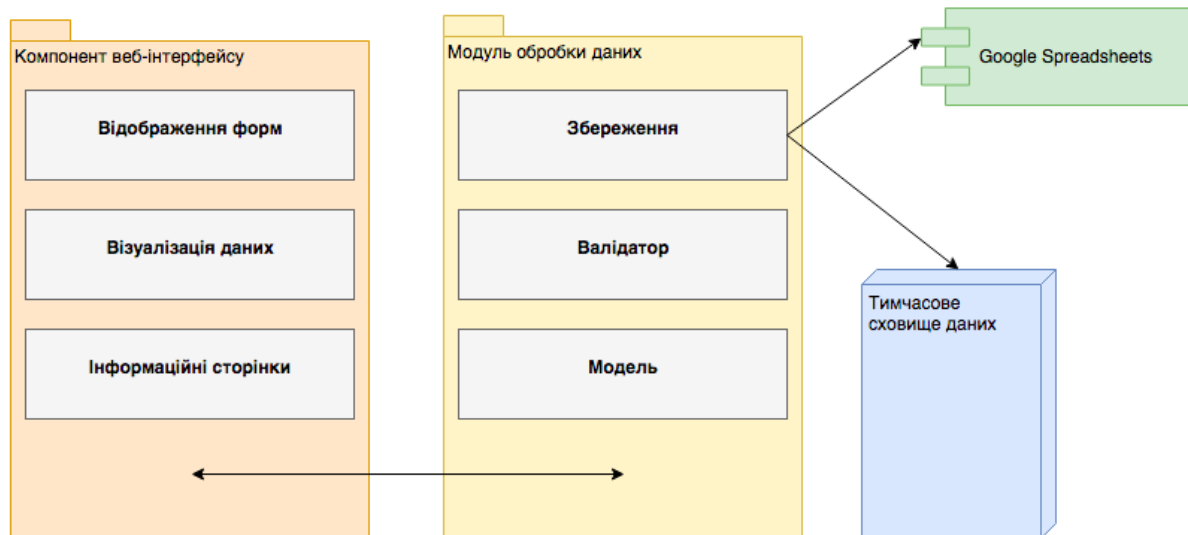 Компонент веб-інтерфейсу
Відображення форм
Візуалізація даних
Інформаційні сторінки
Модуль обробки даних
Збереження
Валідатор
Модель
Google Spreadsheets
Тимчасове
сховище даних